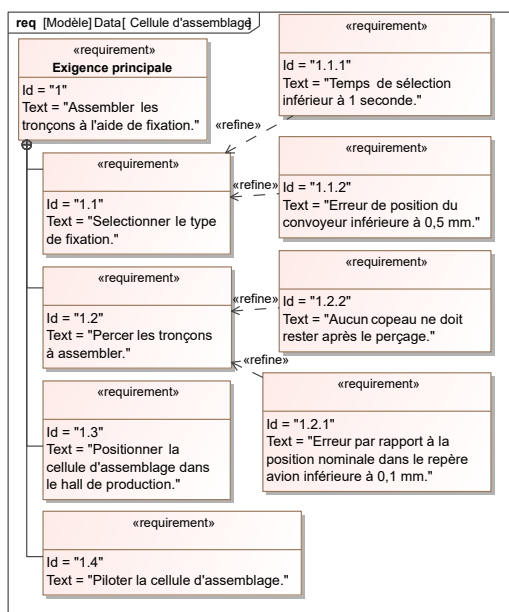 req [Modèle] Data[ Cellule d'assemblage]
«requirement»
Exigence principale
Id = "1"
Text = "Assembler les
tronçons à l'aide de fixation."
«requirement»
Id = "1.1.1"
Text = "Temps de sélection
inférieur à 1 seconde."
«refine»
«requirement»
Id = "1.1"
Text = "Selectionner le type
de fixation."
«refine»
«requirement»
Id = "1.1.2"
Text = "Erreur de position du
convoyeur inférieure à 0,5 mm."
«requirement»
Id = "1.2"
Text = "Percer les tronçons
à assembler."
«refine»
«requirement»
Id = "1.2.2"
Text = "Aucun copeau ne doit
rester après le perçage."
«refine»
«requirement»
Id = "1.3"
Text = "Positionner la
cellule d'assemblage dans
le hall de production."
«requirement»
Id = "1.2.1"
Text = "Erreur par rapport à la
position nominale dans le repère
avion inférieure à 0,1 mm."
«requirement»
Id = "1.4"
Text = "Piloter la cellule d'assemblage."